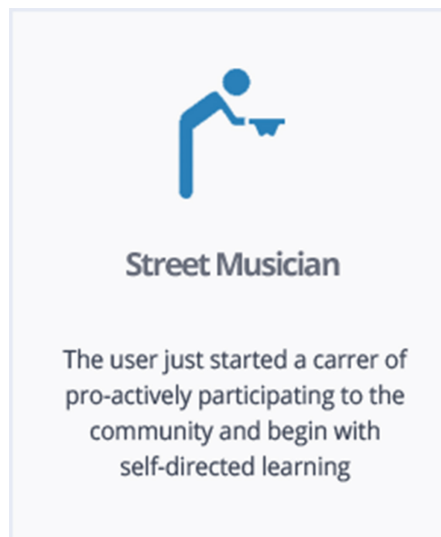 Street Musician
The user just started a carrer of
pro-actively participating to the
community and begin with
self-directed learning